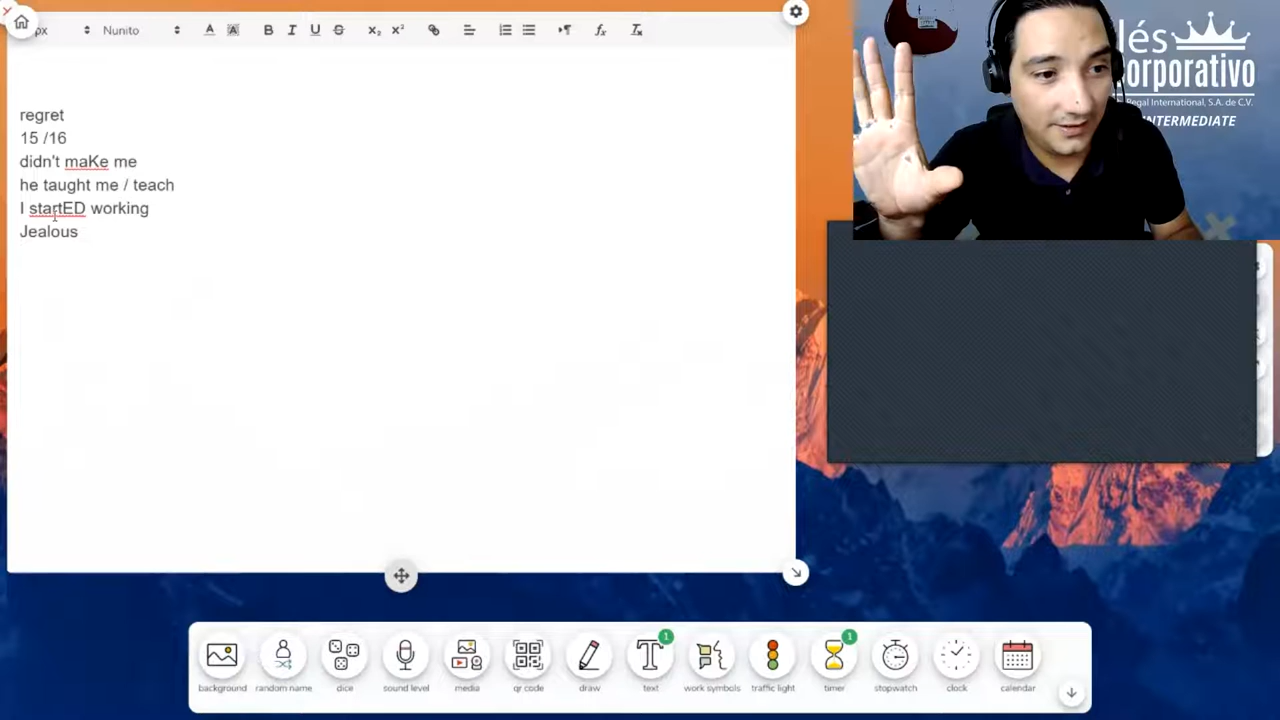 px Nunito
regret
15 /16
didn't maKe me
he taught me / teach
I startED working
Jealous
lés
orporativo
Regal International, S.A. de C.V.
INTERMEDIATE
1
1
background random name dice sound level media qr code draw text work symbols traffic light timer stopwatch clock calendar